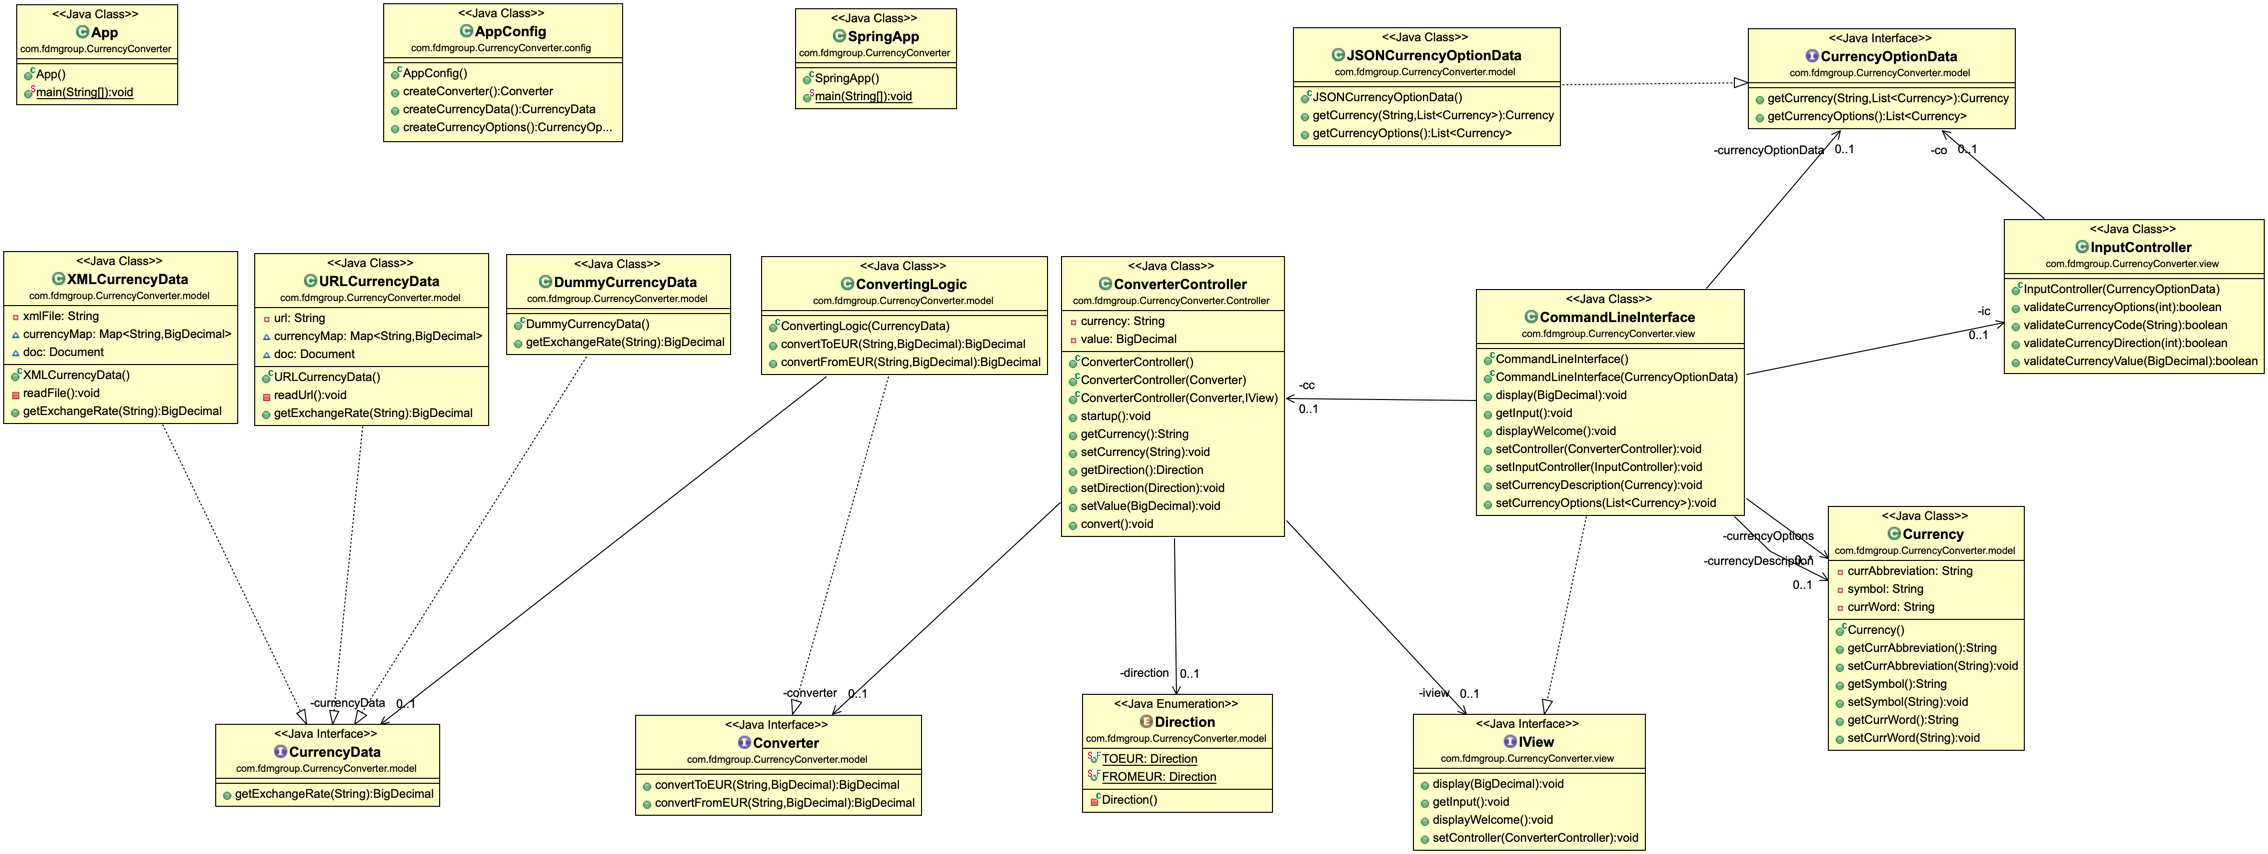 <<Java Class>>
App
com.fdmgroup.CurrencyConverter
App()
main(String[]):void
<<Java Class>>
AppConfig
com.fdmgroup.CurrencyConverter.config
AppConfig()
createConverter():Converter
createCurrencyData():CurrencyData
createCurrencyOptions():CurrencyOp...
<<Java Class>>
SpringApp
com.fdmgroup.CurrencyConverter
SpringApp()
main(String[]):void
<<Java Class>>
JSONCurrencyOptionData
com.fdmgroup.CurrencyConverter.model
JSONCurrencyOptionData()
getCurrency(String,List<Currency>):Currency
getCurrencyOptions():List<Currency>
<<Java Interface>>
CurrencyOptionData
com.fdmgroup.CurrencyConverter.model
getCurrency(String,List<Currency>):Currency
getCurrencyOptions():List<Currency>
-currencyOptionData 0..1
-co 0..1
<<Java Class>>
InputController
com.fdmgroup.CurrencyConverter.view
InputController(CurrencyOptionData)
validateCurrencyOptions(int):boolean
validateCurrencyCode(String):boolean
validateCurrencyDirection(int):boolean
validateCurrencyValue(BigDecimal):boolean
<<Java Class>>
XMLCurrencyData
com.fdmgroup.CurrencyConverter.model
xmlFile: String
currencyMap: Map<String,BigDecimal>
doc: Document
XMLCurrencyData()
readFile():void
getExchangeRate(String):BigDecimal
<<Java Class>>
URLCurrencyData
com.fdmgroup.CurrencyConverter.model
url: String
currencyMap: Map<String,BigDecimal>
doc: Document
URLCurrencyData()
readUrl():void
getExchangeRate(String):BigDecimal
<<Java Class>>
DummyCurrencyData
com.fdmgroup.CurrencyConverter.model
DummyCurrencyData()
getExchangeRate(String):BigDecimal
<<Java Class>>
ConvertingLogic
com.fdmgroup.CurrencyConverter.model
ConvertingLogic(CurrencyData)
convertToEUR(String,BigDecimal):BigDecimal
convertFromEUR(String,BigDecimal):BigDecimal
<<Java Class>>
ConverterController
com.fdmgroup.CurrencyConverter.Controller
currency: String
value: BigDecimal
ConverterController()
ConverterController(Converter)
ConverterController(Converter,IView)
startup():void
getCurrency():String
setCurrency(String):void
getDirection():Direction
setDirection(Direction):void
setValue(BigDecimal):void
convert():void
-cc
0..1
<<Java Class>>
CommandLineInterface
com.fdmgroup.CurrencyConverter.view
CommandLineInterface()
CommandLineInterface(CurrencyOptionData)
display(BigDecimal):void
getInput():void
displayWelcome():void
setController(ConverterController):void
setInputController(InputController):void
setCurrencyDescription(Currency):void
setCurrencyOptions(List<Currency>):void
-ic
0..1
-currencyOptions
-currencyDescription
0..1
<<Java Class>>
Currency
com.fdmgroup.CurrencyConverter.model
currAbbreviation: String
symbol: String
currWord: String
Currency()
getCurrAbbreviation():String
setCurrAbbreviation(String):void
getSymbol():String
setSymbol(String):void
getCurrWord():String
setCurrWord(String):void
-currencyData 0..1
<<Java Interface>>
CurrencyData
com.fdmgroup.CurrencyConverter.model
getExchangeRate(String):BigDecimal
-converter 0..1
<<Java Interface>>
Converter
com.fdmgroup.CurrencyConverter.model
convertToEUR(String,BigDecimal):BigDecimal
convertFromEUR(String,BigDecimal):BigDecimal
-direction 0..1
<<Java Enumeration>>
Direction
com.fdmgroup.CurrencyConverter.model
TOEUR: Direction
FROMEUR: Direction
Direction()
-iview 0..1
<<Java Interface>>
IView
com.fdmgroup.CurrencyConverter.view
display(BigDecimal):void
getInput():void
displayWelcome():void
setController(ConverterController):void